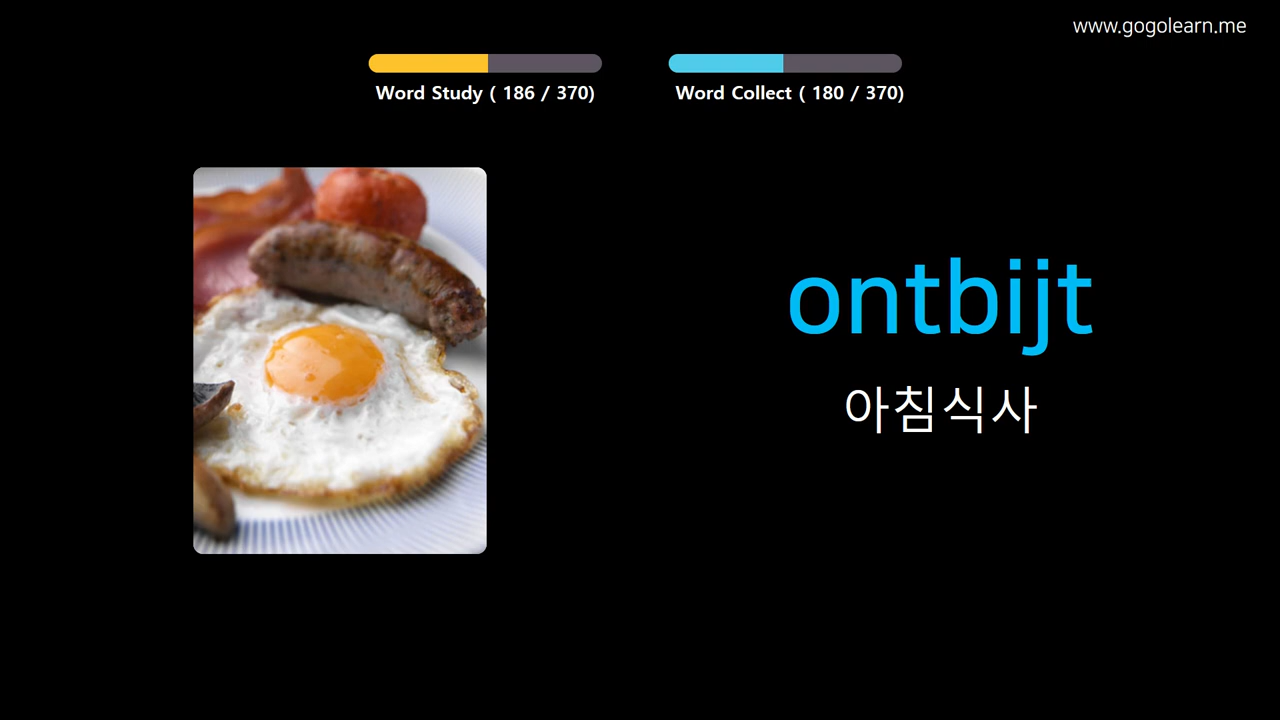 www.gogolearn.me
Word Study ( 186 / 370)
Word Collect ( 180 / 370)
ontbijt
아침식사